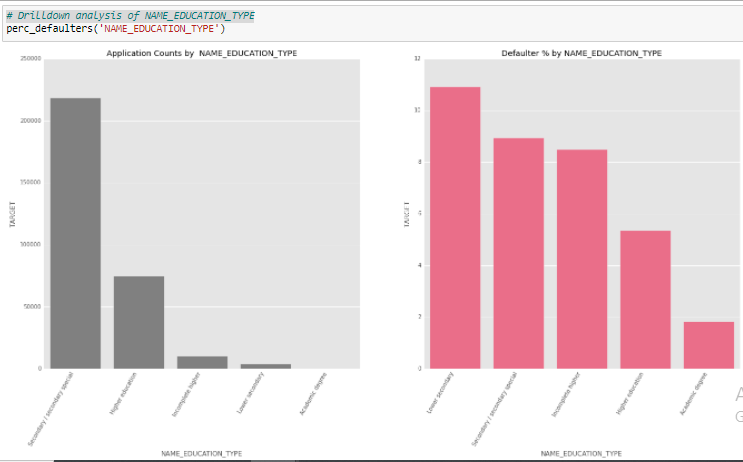 # Drilldown analysis of NAME_EDUCATION_TYPE
perc_defaulters('NAME_EDUCATION_TYPE')
Application Counts by NAME_EDUCATION_TYPE
250000
200000
150000
100000
50000
0
TARGET
Secondary / secondary special
Higher education
Incomplete higher
Lower secondary
Academic degree
NAME_EDUCATION_TYPE
Defaulter % by NAME_EDUCATION_TYPE
12
10
8
6
4
2
0
TARGET
Lower secondary
Secondary / secondary special
Incomplete higher
Higher education
Academic degree
NAME_EDUCATION_TYPE